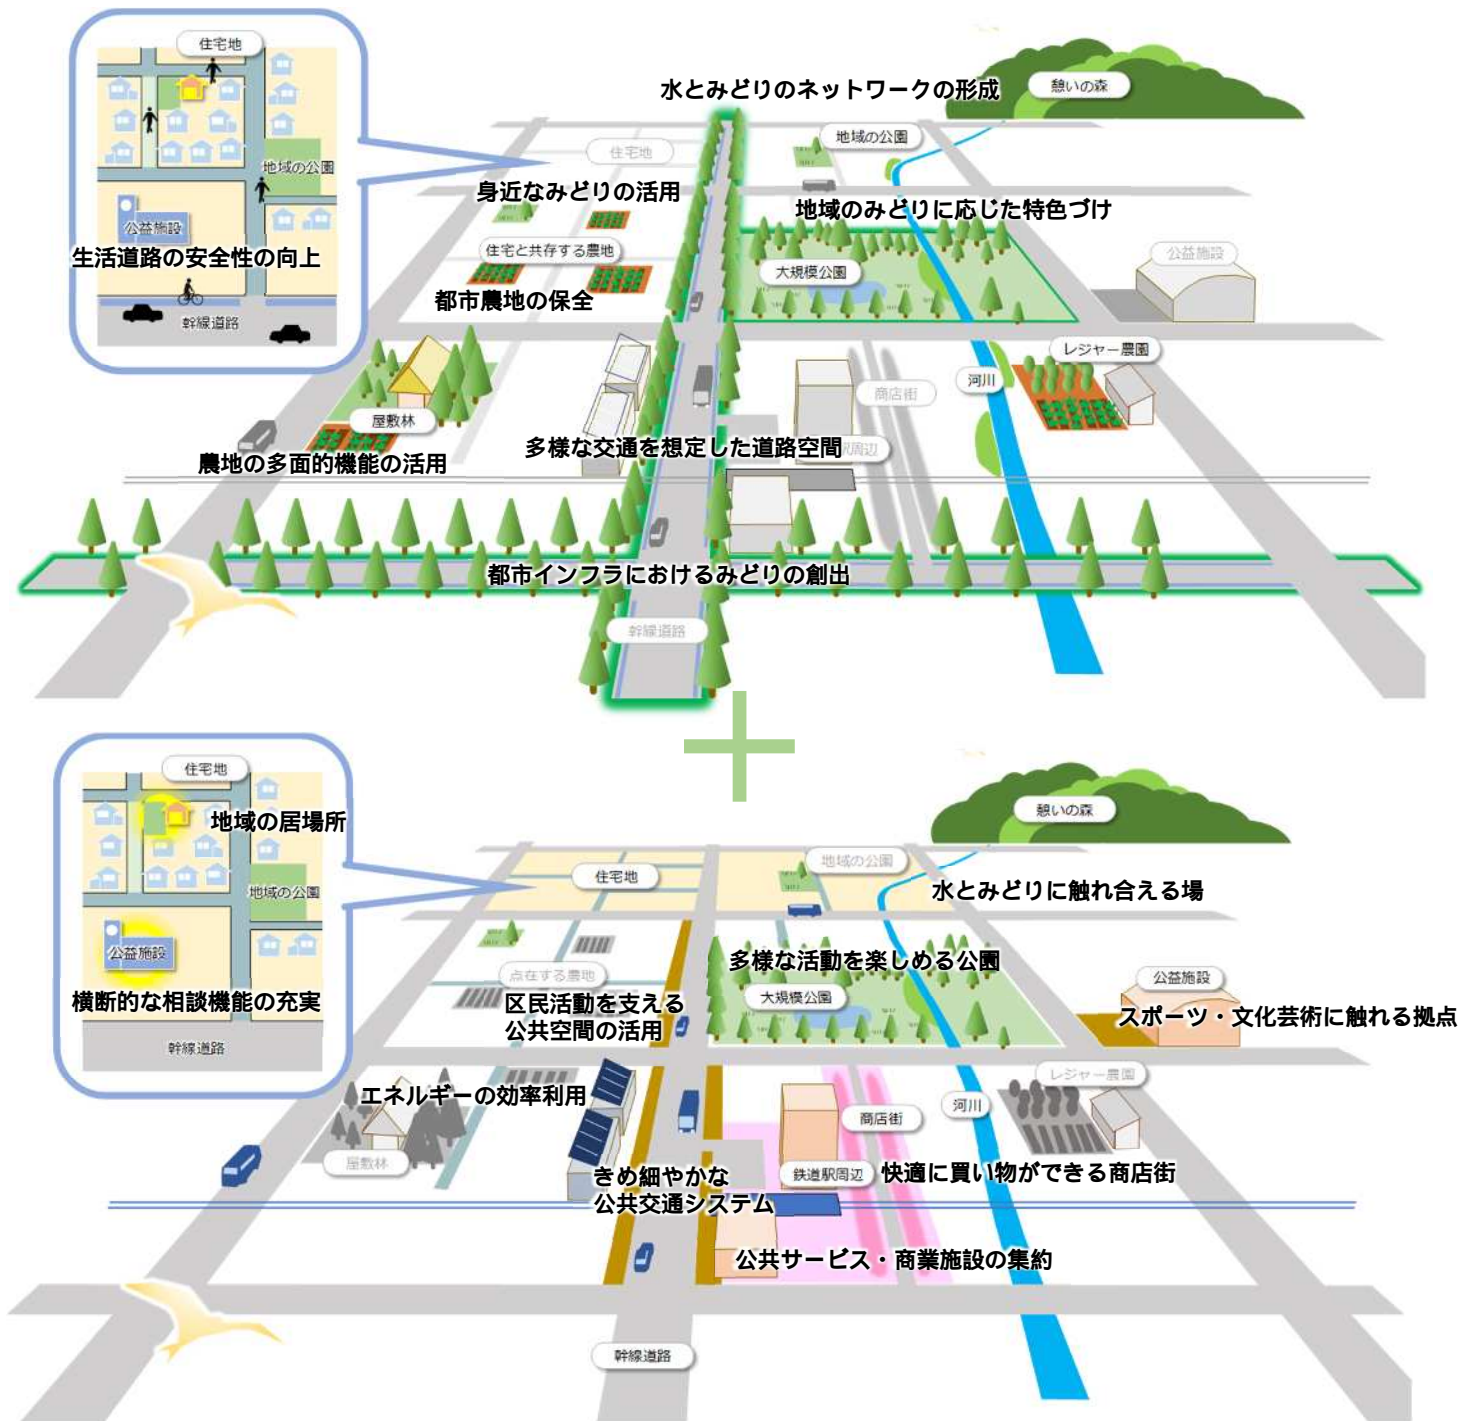 住宅地
地域の公園
公益施設
生活道路の安全性の向上
幹線道路
水とみどりのネットワークの形成
憩いの森
住宅地
地域の公園
身近なみどりの活用
地域のみどりに応じた特色づけ
住宅と共存する農地
大規模公園
公益施設
都市農地の保全
レジャー農園
河川
商店街
屋敷林
農地の多面的機能の活用
多様な交通を想定した道路空間
駅周辺
都市インフラにおけるみどりの創出
幹線道路
住宅地
地域の居場所
地域の公園
公益施設
横断的な相談機能の充実
幹線道路
憩いの森
住宅地
地域の公園
水とみどりに触れ合える場
多様な活動を楽しめる公園
点在する農地
大規模公園
公益施設
区民活動を支える
公共空間の活用
スポーツ・文化芸術に触れる拠点
エネルギーの効率利用
レジャー農園
商店街
河川
屋敷林
きめ細やかな
公共交通システム
鉄道駅周辺
快適に買い物ができる商店街
公共サービス・商業施設の集約
幹線道路